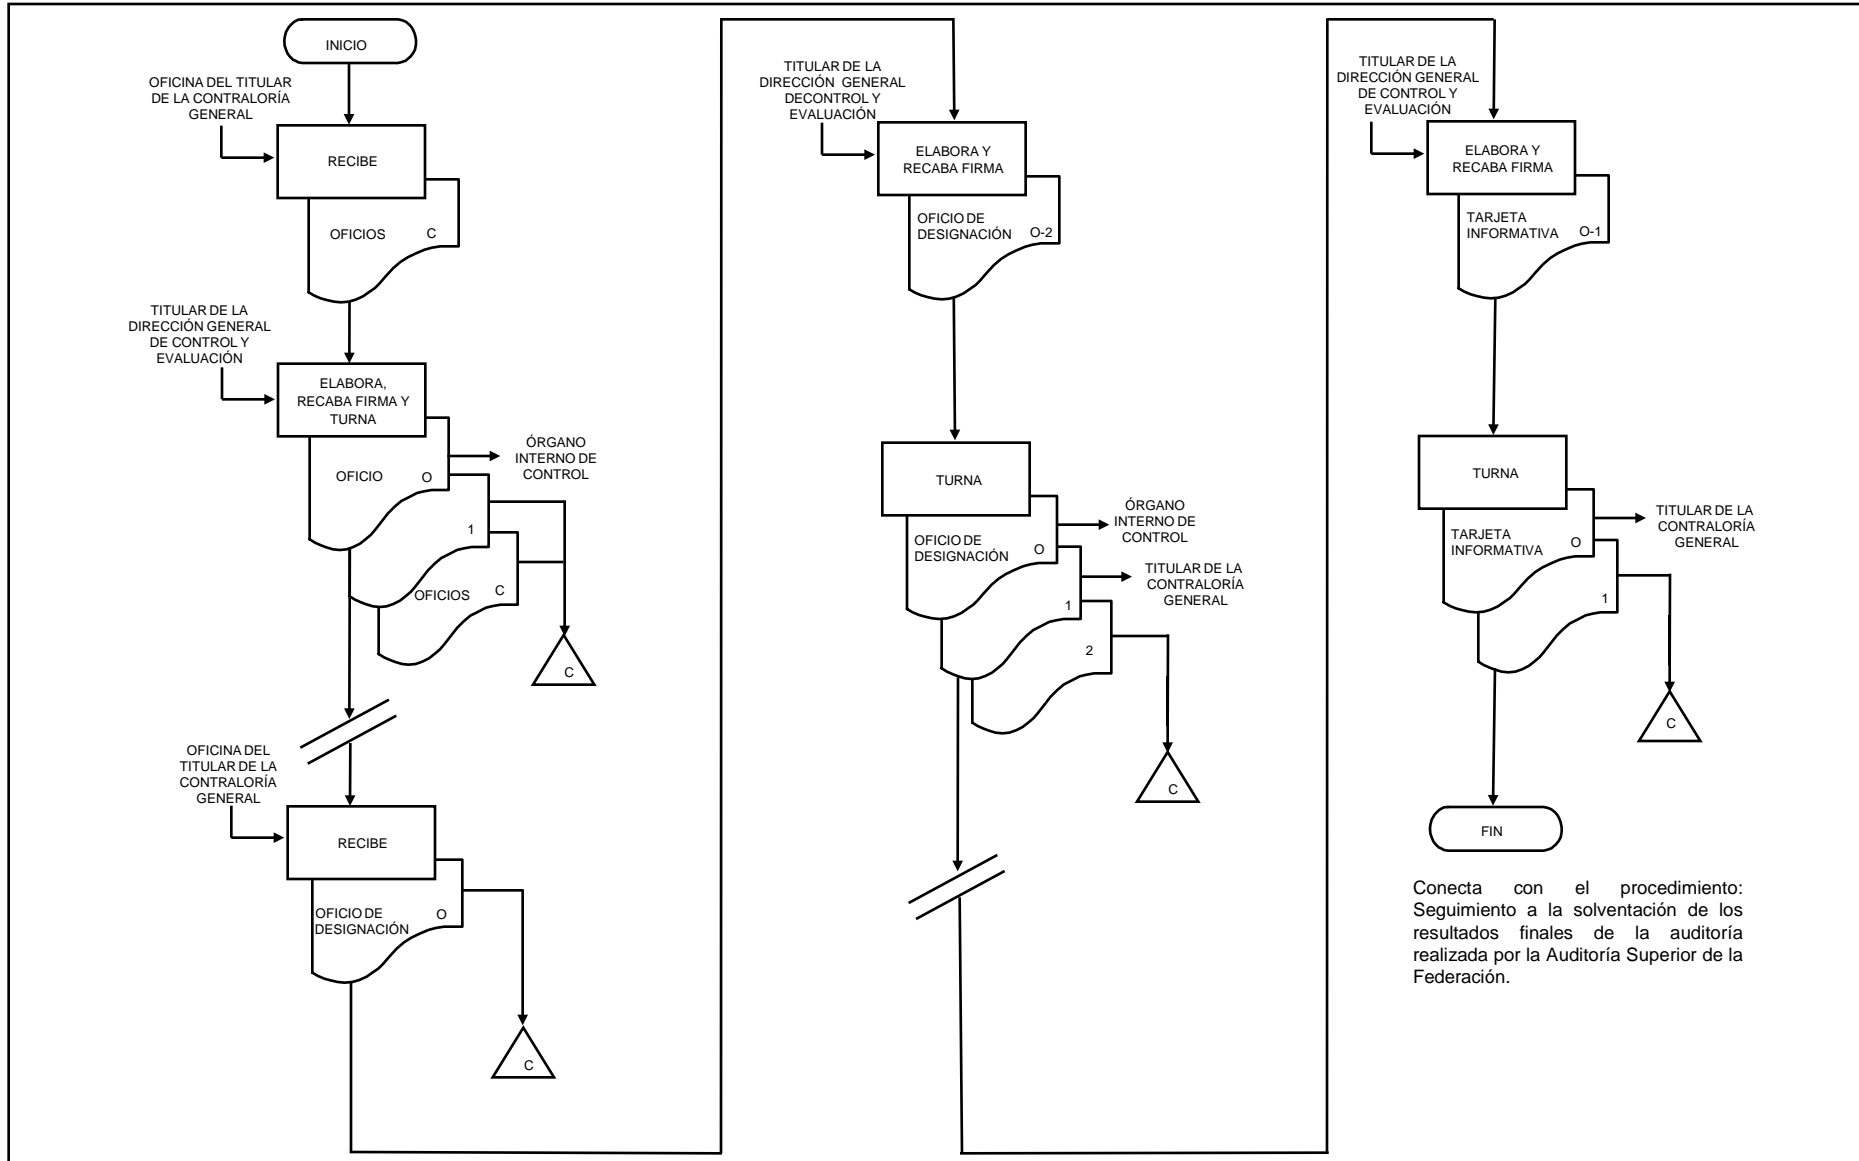 INICIO
OFICINA DEL TITULAR
DE LA CONTRALORÍA
GENERAL
RECIBE
OFICIOS
C
TITULAR DE LA
DIRECCIÓN GENERAL
DE CONTROL Y
EVALUACIÓN
ELABORA,
RECABA FIRMA Y
TURNA
ÓRGANO
INTERNO DE
CONTROL
OFICIO
O
1
OFICIOS
C
C
OFICINA DEL
TITULAR DE LA
CONTRALORÍA
GENERAL
RECIBE
OFICIO DE
DESIGNACIÓN
O
C
TITULAR DE LA
DIRECCIÓN GENERAL
DECONTROL Y
EVALUACIÓN
ELABORA Y
RECABA FIRMA
OFICIO DE
DESIGNACIÓN
O-2
TURNA
ÓRGANO
INTERNO DE
CONTROL
OFICIO DE
DESIGNACIÓN
O
TITULAR DE LA
CONTRALORÍA
GENERAL
1
2
C
TITULAR DE LA
DIRECCIÓN GENERAL
DE CONTROL Y
EVALUACIÓN
ELABORA Y
RECABA FIRMA
TARJETA
INFORMATIVA
O-1
TURNA
TITULAR DE LA
CONTRALORÍA
GENERAL
TARJETA
INFORMATIVA
O
1
C
FIN
Conecta con el procedimiento:
Seguimiento a la solventación de los
resultados finales de la auditoría
realizada por la Auditoría Superior de la
Federación.